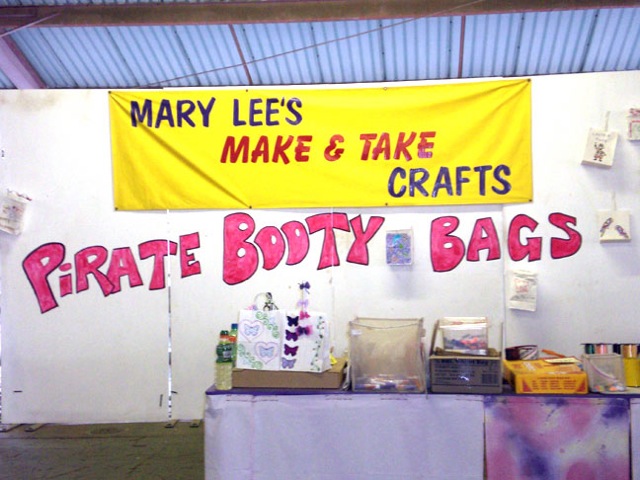 MARY LEE'S
MAKE & TAKE
CRAFTS
PiRATE BOOTY BAGS